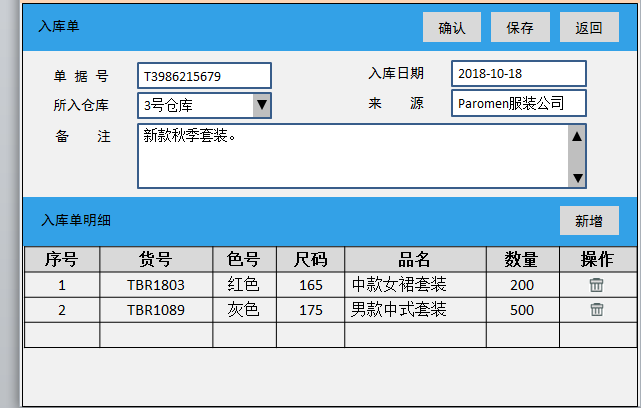 入库单 确认 保存 返回
单据号 T3986215679 入库日期 2018-10-18
所入仓库 3号仓库 来源 Paromen服装公司
备注 新款秋季套装。
入库单明细 新增
序号 货号 色号 尺码 品名 数量 操作
1 TBR1803 红色 165 中款女裙套装 200
2 TBR1089 灰色 175 男款中式套装 500